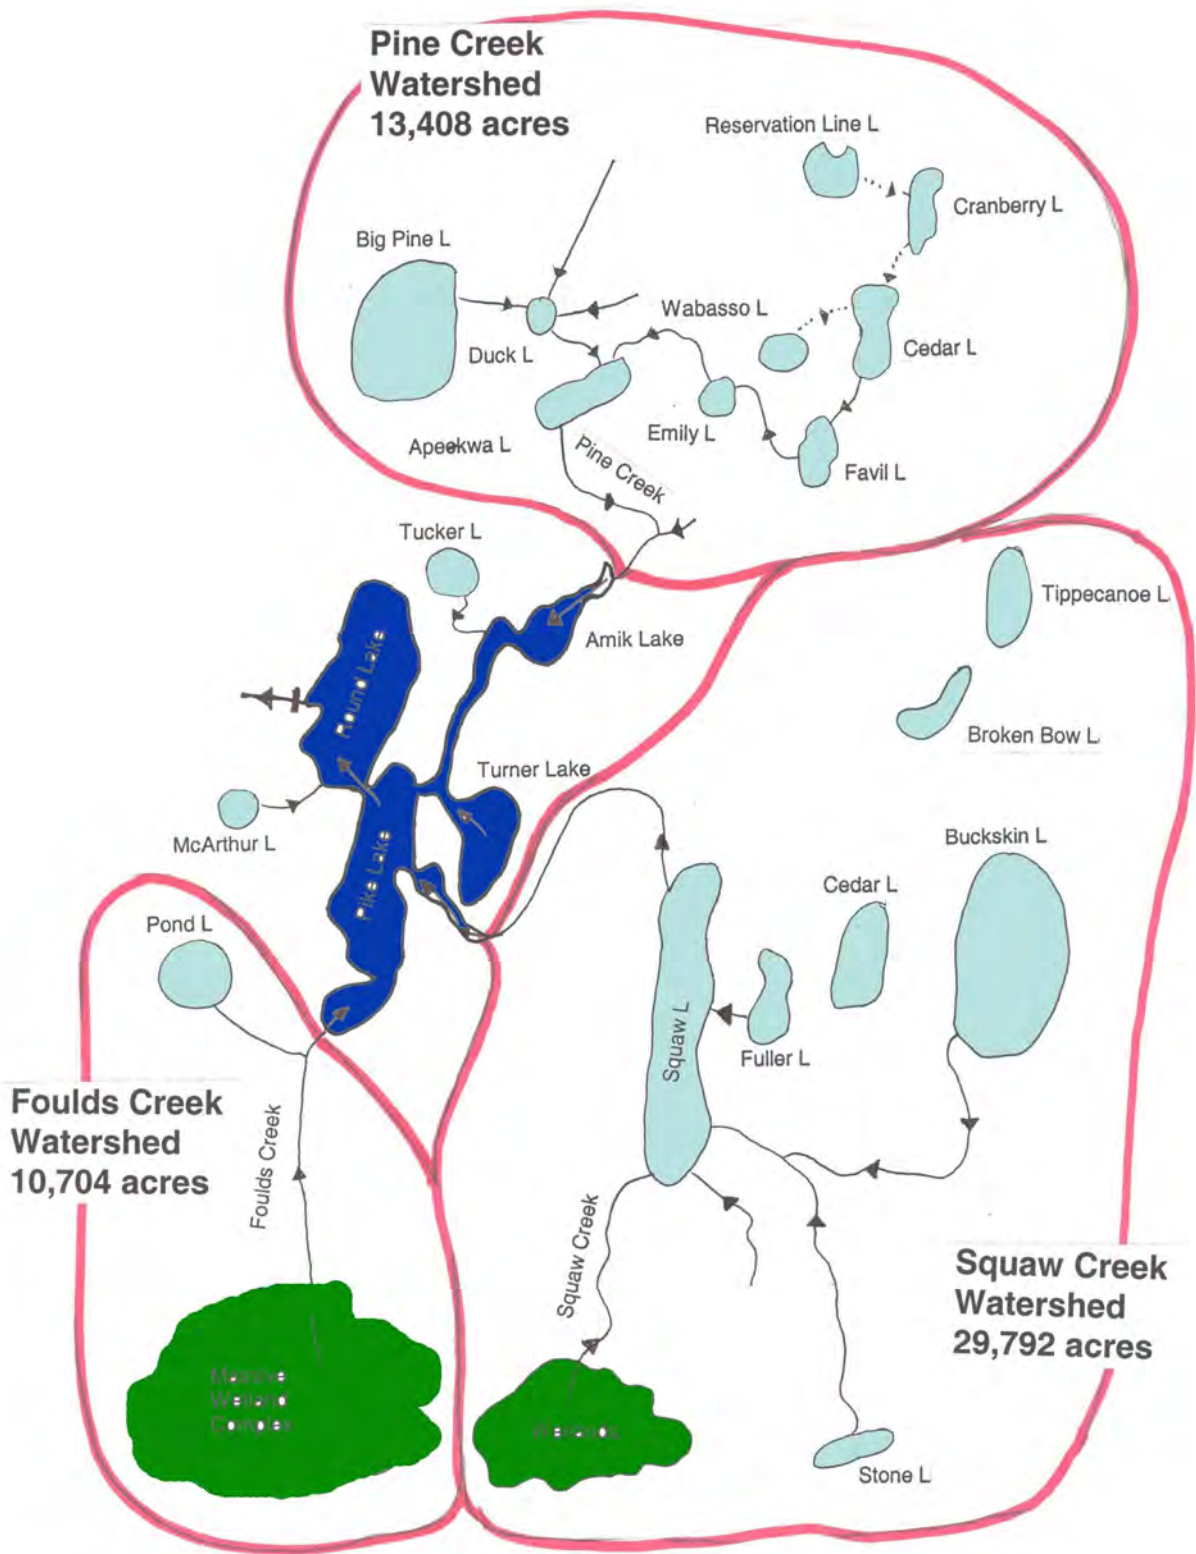 Pine Creek
Watershed
13,408 acres
Reservation Line L
Cranberry L
Big Pine L
Wabasso L
Duck L
Cedar L
Emily L
Apeekwa L
Pine Creek
Favil L
Tucker L
Tippecanoe L
Amik Lake
Round Lake
Broken Bow L
Turner Lake
McArthur L
Buckskin L
Pike Lake
Cedar L
Pond L
Squaw L
Fuller L
Foulds Creek
Watershed
10,704 acres
Foulds Creek
Squaw Creek
Squaw Creek
Watershed
29,792 acres
Massive
Wetland
Complex
Wetlands
Stone L